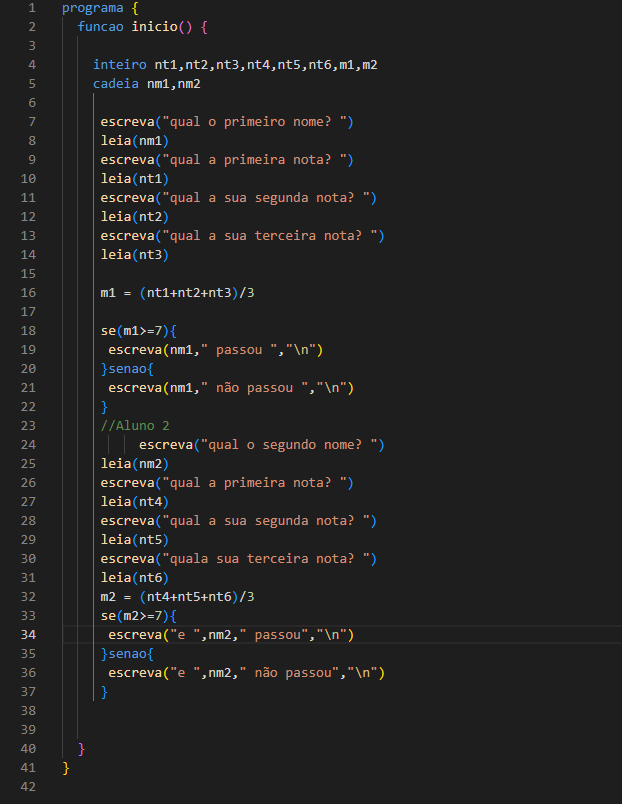 1 programa {
2 funcao inicio() {
3
4 inteiro nt1,nt2,nt3,nt4,nt5,nt6,m1,m2
5 cadeia nm1,nm2
6
7 escreva("qual o primeiro nome? ")
8 leia(nm1)
9 escreva("qual a primeira nota? ")
10 leia(nt1)
11 escreva("qual a sua segunda nota? ")
12 leia(nt2)
13 escreva("qual a sua terceira nota? ")
14 leia(nt3)
15
16 m1 = (nt1+nt2+nt3)/3
17
18 se(m1>=7){
19 escreva(nm1," passou ","\n")
20 }senao{
21 escreva(nm1," não passou ","\n")
22 }
23 //Aluno 2
24 escreva("qual o segundo nome? ")
25 leia(nm2)
26 escreva("qual a primeira nota? ")
27 leia(nt4)
28 escreva("qual a sua segunda nota? ")
29 leia(nt5)
30 escreva("quala sua terceira nota? ")
31 leia(nt6)
32 m2 = (nt4+nt5+nt6)/3
33 se(m2>=7){
34 escreva("e ",nm2," passou","\n")
35 }senao{
36 escreva("e ",nm2," não passou","\n")
37 }
38
39
40 }
41 }
42